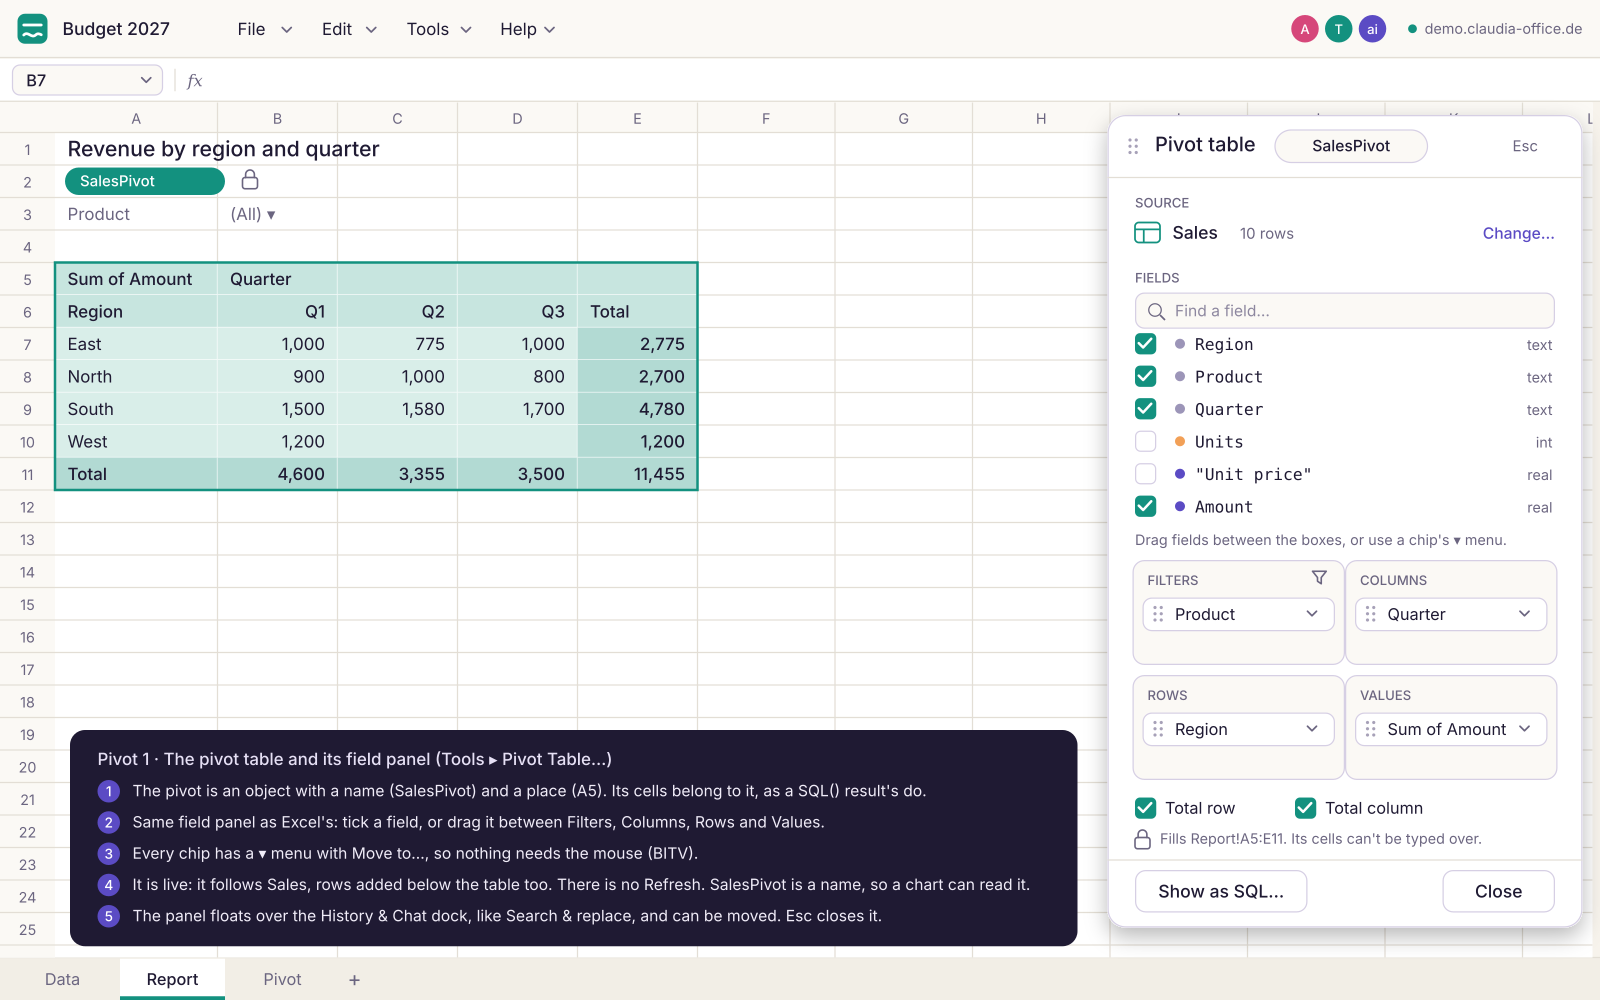 Budget 2027 File Edit Tools Help A T ai demo.claudia-office.de
B7 fx
A B C D E F G H
1 Revenue by region and quarter
2 SalesPivot
3 Product (All) ▾
4
5 Sum of Amount Quarter
6 Region Q1 Q2 Q3 Total
7 East 1,000 775 1,000 2,775
8 North 900 1,000 800 2,700
9 South 1,500 1,580 1,700 4,780
10 West 1,200 1,200
11 Total 4,600 3,355 3,500 11,455
12
13
14
15
16
17
18
19
20
21
22
23
24
25
Pivot 1 · The pivot table and its field panel (Tools ▸ Pivot Table...)
1 The pivot is an object with a name (SalesPivot) and a place (A5). Its cells belong to it, as a SQL() result's do.
2 Same field panel as Excel's: tick a field, or drag it between Filters, Columns, Rows and Values.
3 Every chip has a ▾ menu with Move to..., so nothing needs the mouse (BITV).
4 It is live: it follows Sales, rows added below the table too. There is no Refresh. SalesPivot is a name, so a chart can read it.
5 The panel floats over the History & Chat dock, like Search & replace, and can be moved. Esc closes it.
Pivot table SalesPivot Esc
SOURCE
Sales 10 rows Change...
FIELDS
Find a field...
Region text
Product text
Quarter text
Units int
"Unit price" real
Amount real
Drag fields between the boxes, or use a chip's ▾ menu.
FILTERS COLUMNS
Product Quarter
ROWS VALUES
Region Sum of Amount
Total row Total column
Fills Report!A5:E11. Its cells can't be typed over.
Show as SQL... Close
Data Report Pivot +